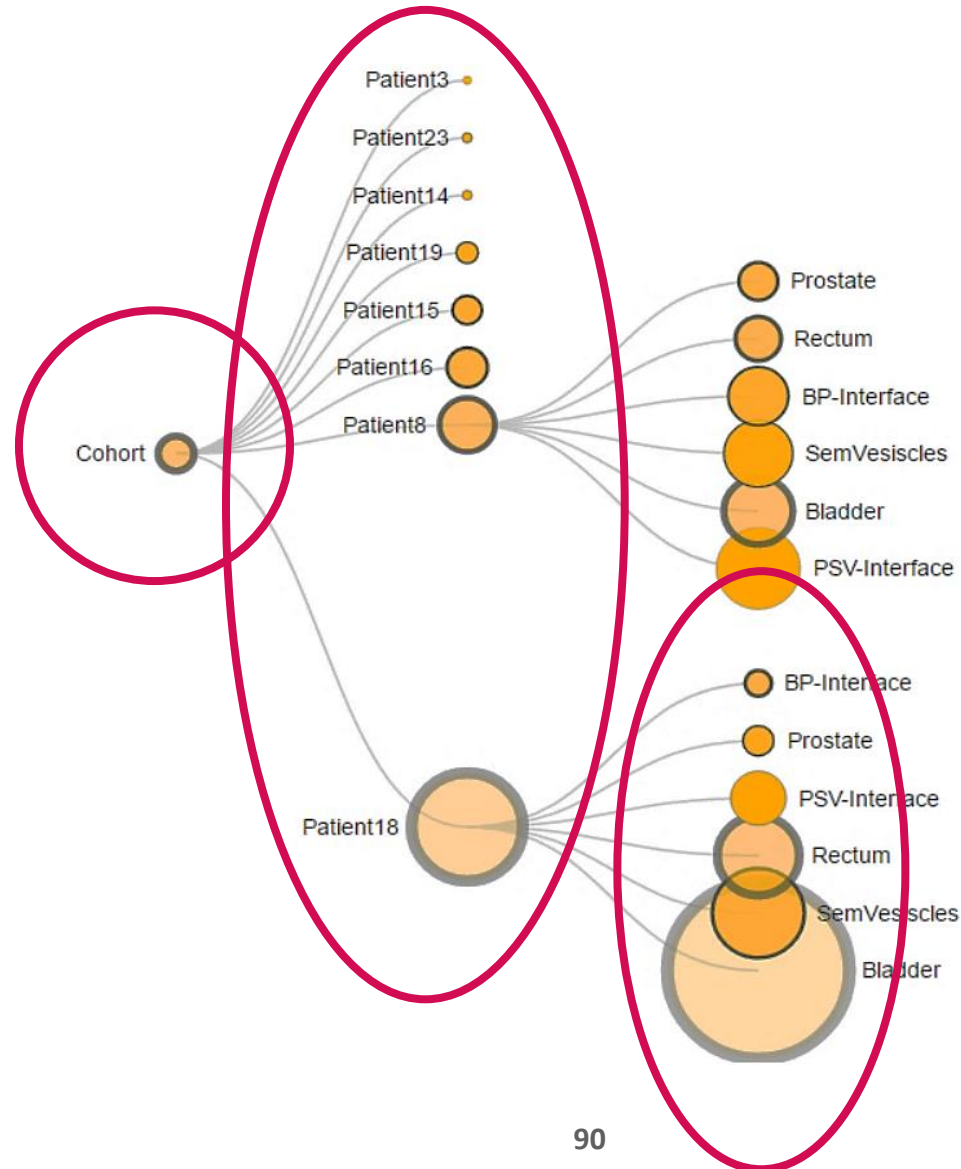 Patient3
Patient23
Patient14
Patient19
Patient15
Patient16
Patient8
Cohort
Patient18
Prostate
Rectum
BP-Interface
SemVesiscles
Bladder
PSV-Interface
BP-Interface
Prostate
PSV-Interface
Rectum
SemVesiscles
Bladder
90